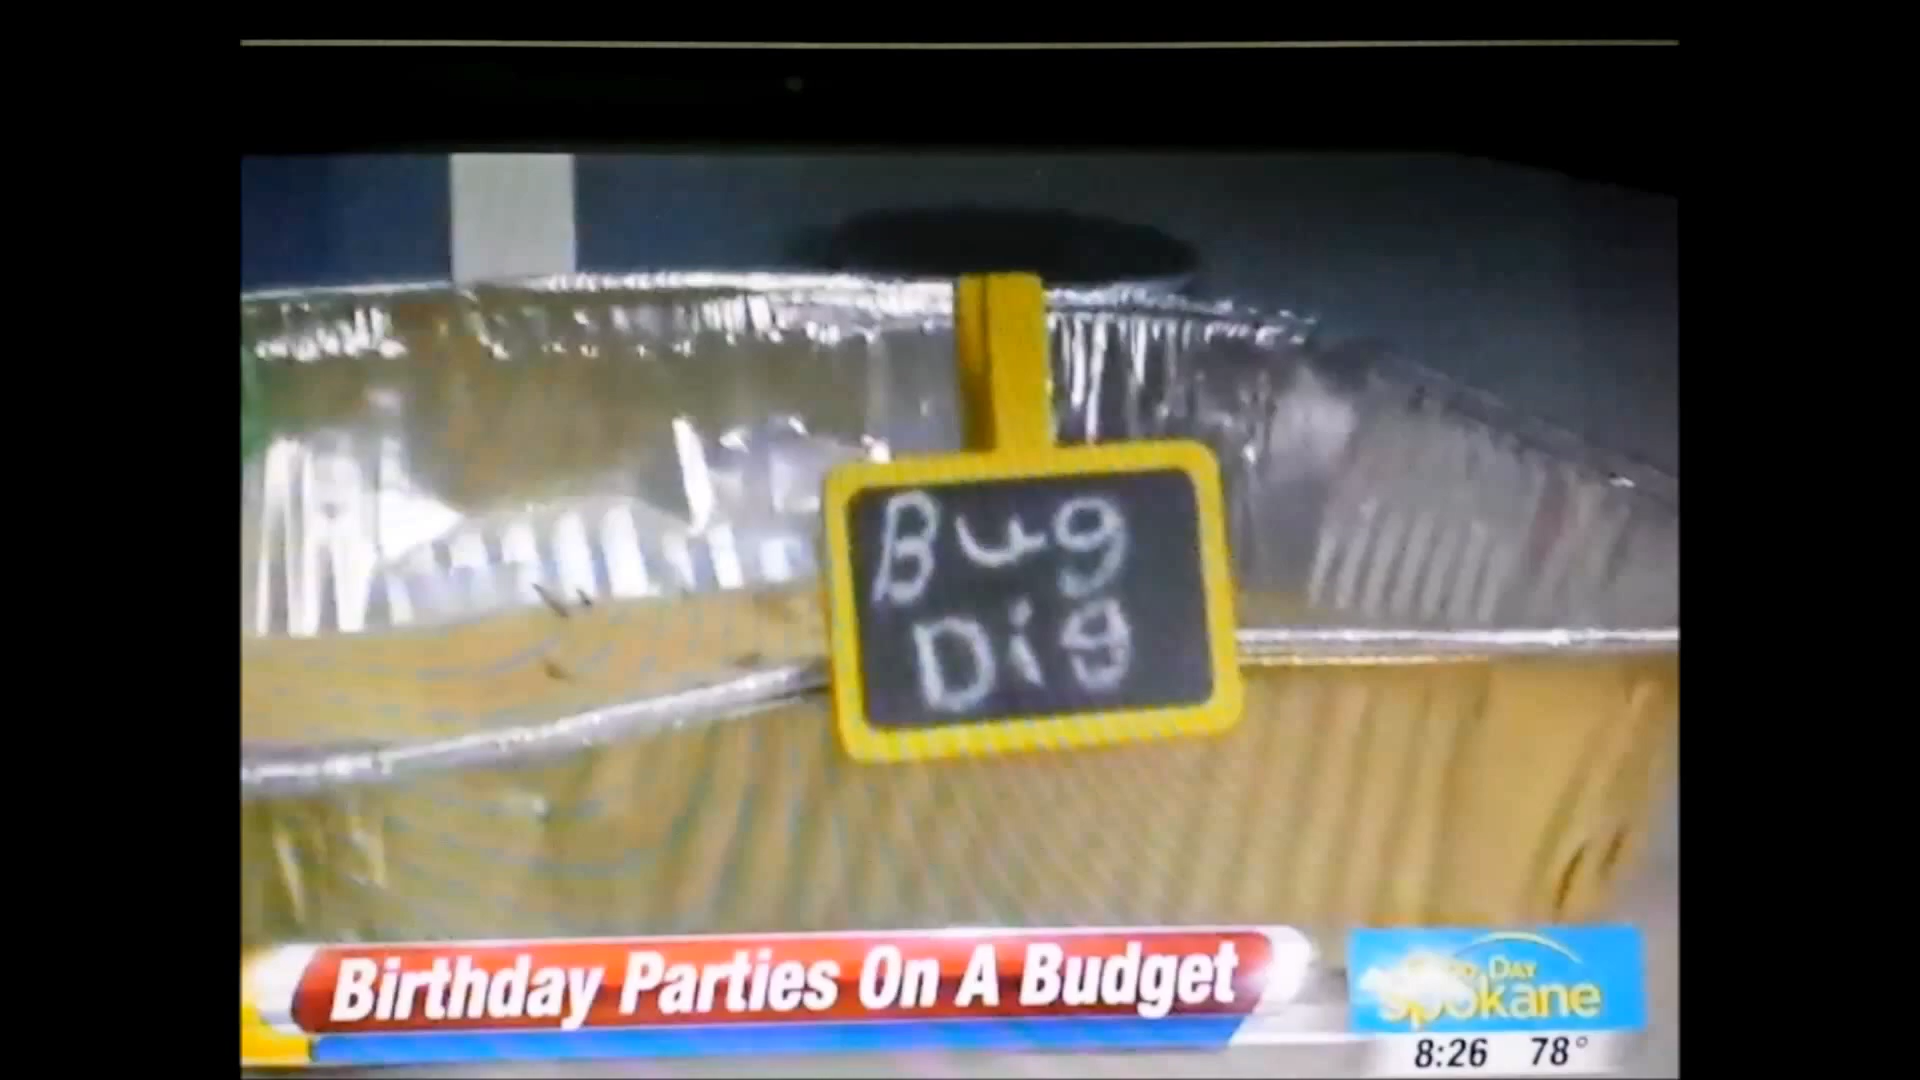 Bug
Dig
Birthday Parties On A Budget
Day
Spokane
8:26 78°